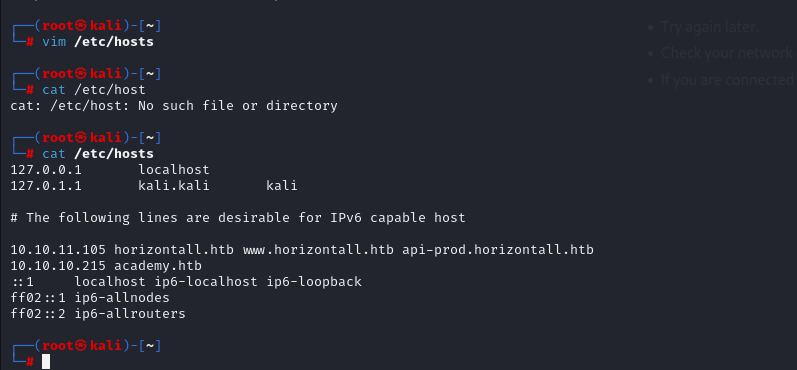 ┌──(root㉿kali)-[~]
└─# vim /etc/hosts
┌──(root㉿kali)-[~]
└─# cat /etc/host
cat: /etc/host: No such file or directory
┌──(root㉿kali)-[~]
└─# cat /etc/hosts
127.0.0.1       localhost
127.0.1.1       kali.kali       kali
# The following lines are desirable for IPv6 capable host
10.10.11.105 horizontall.htb www.horizontall.htb api-prod.horizontall.htb
10.10.10.215 academy.htb
::1     localhost ip6-localhost ip6-loopback
ff02::1 ip6-allnodes
ff02::2 ip6-allrouters
┌──(root㉿kali)-[~]
└─#
• Try again later.
• Check your network
• If you are connected